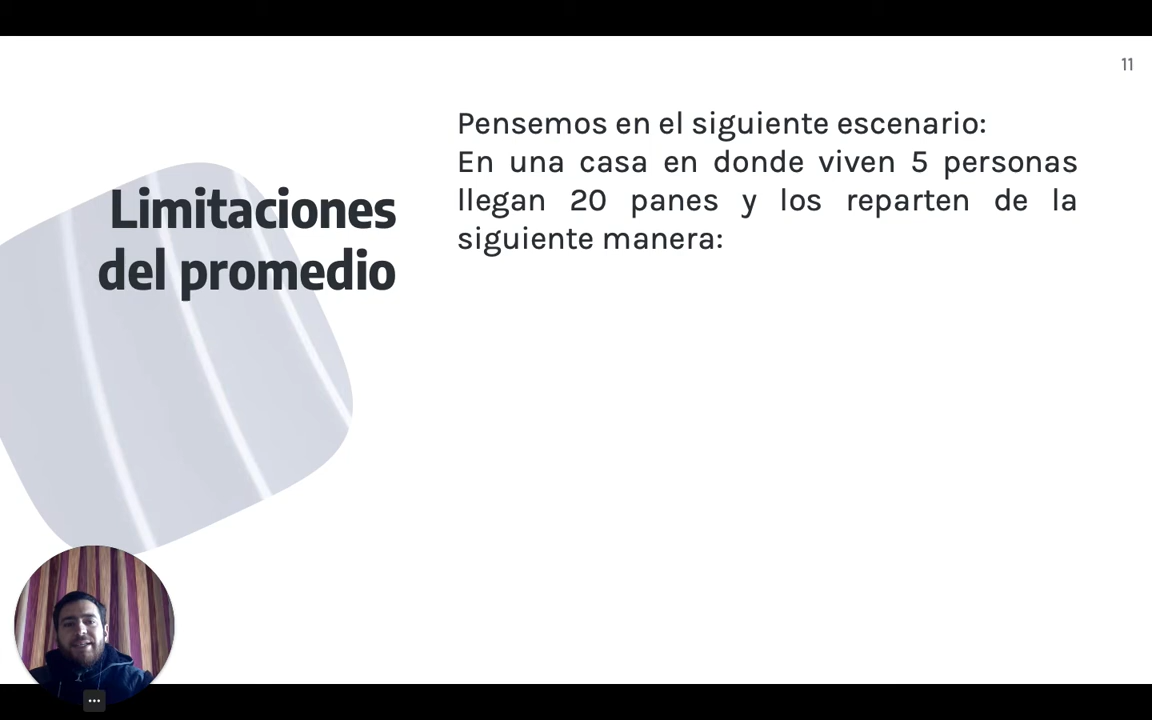 11
Limitaciones
del promedio
Pensemos en el siguiente escenario:
En una casa en donde viven 5 personas
llegan 20 panes y los reparten de la
siguiente manera: